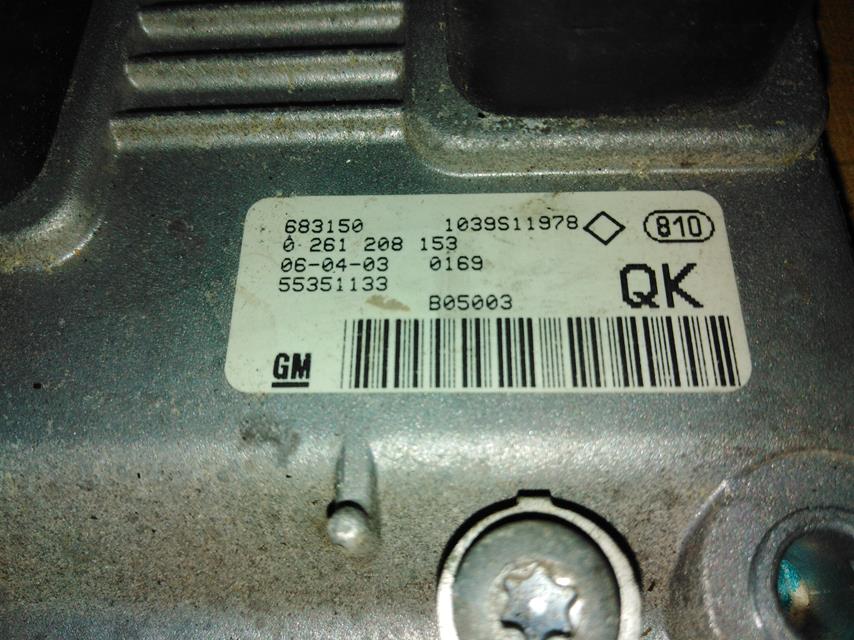 683150 1039S11978 810
0 261 208 153
06-04-03 0169 QK
55351133
B05003
GM